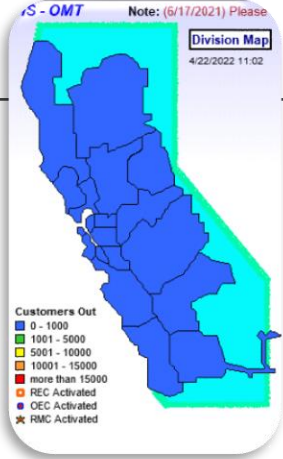 S - OMT Note: (6/17/2021) Please
Division Map
4/22/2022 11:02
Customers Out
0 - 1000
1001 - 5000
5001 - 10000
10001 - 15000
more than 15000
REC Activated
OEC Activated
RMC Activated